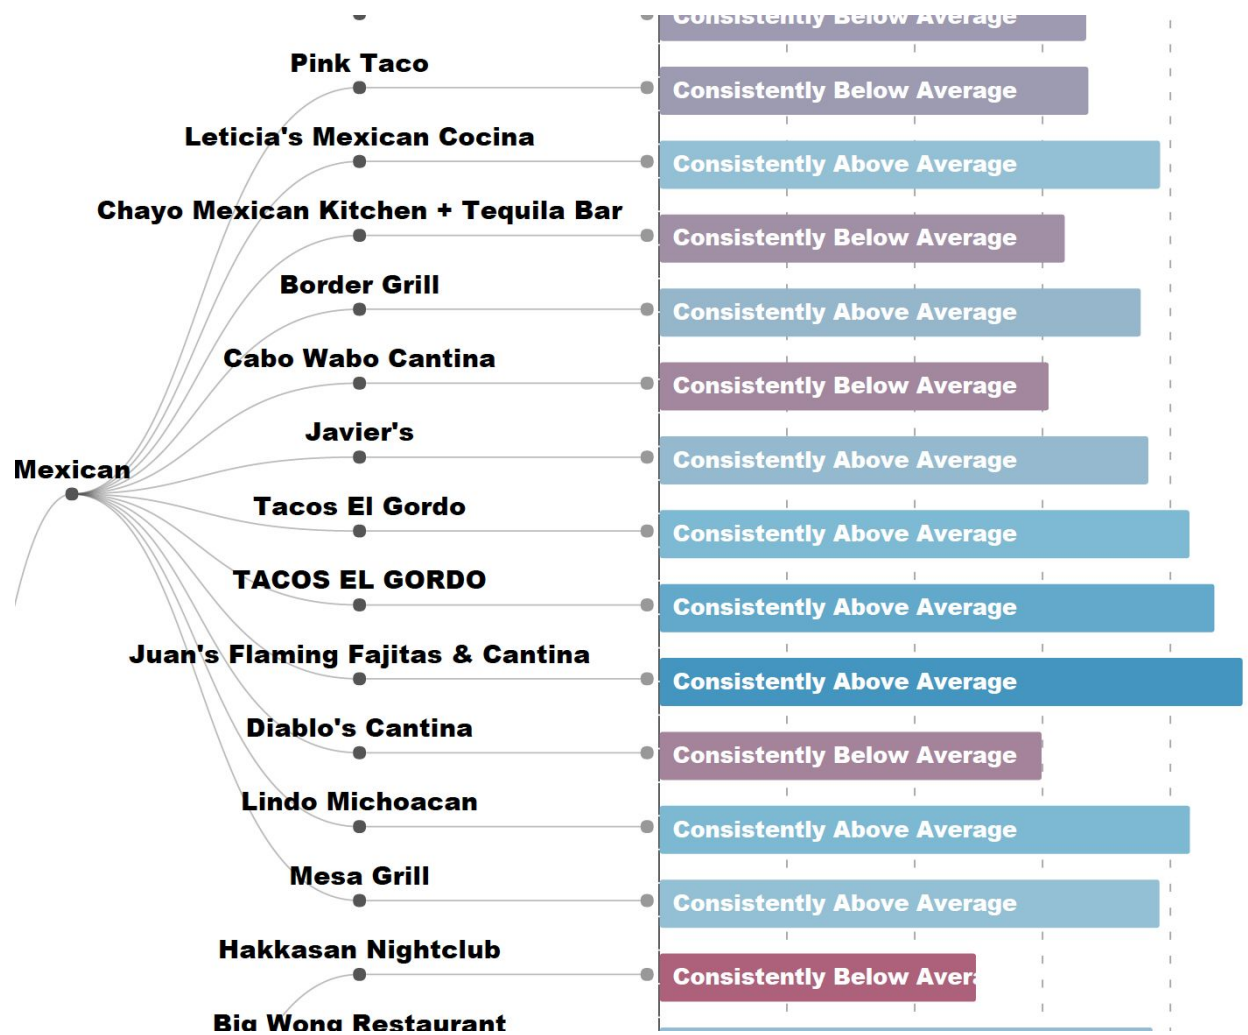 Consistently Below Average
Pink Taco
Consistently Below Average
Leticia's Mexican Cocina
Consistently Above Average
Chayo Mexican Kitchen + Tequila Bar
Consistently Below Average
Border Grill
Consistently Above Average
Cabo Wabo Cantina
Consistently Below Average
Javier's
Consistently Above Average
Mexican
Tacos El Gordo
Consistently Above Average
TACOS EL GORDO
Consistently Above Average
Juan's Flaming Fajitas & Cantina
Consistently Above Average
Diablo's Cantina
Consistently Below Average
Lindo Michoacan
Consistently Above Average
Mesa Grill
Consistently Above Average
Hakkasan Nightclub
Consistently Below Avera
Big Wong Restaurant